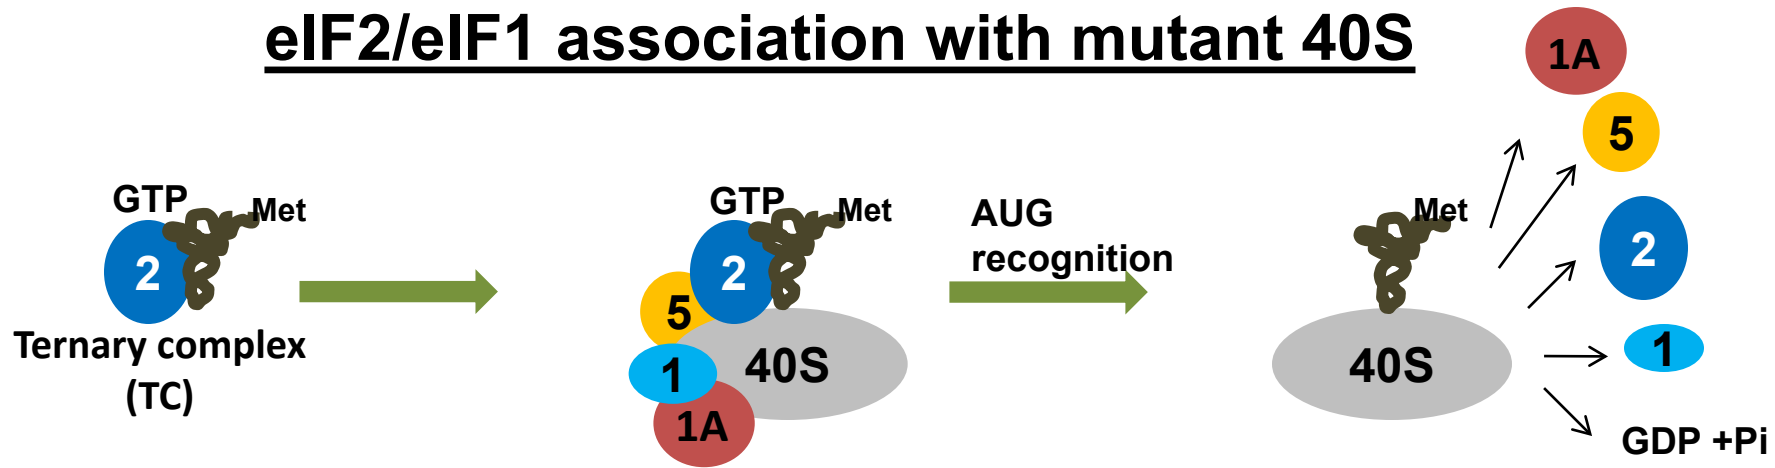 eIF2/eIF1 association with mutant 40S
GTP
Met
2
Ternary complex
(TC)
GTP
Met
2
5
1
40S
1A
AUG
recognition
Met
40S
1A
5
2
1
GDP +Pi